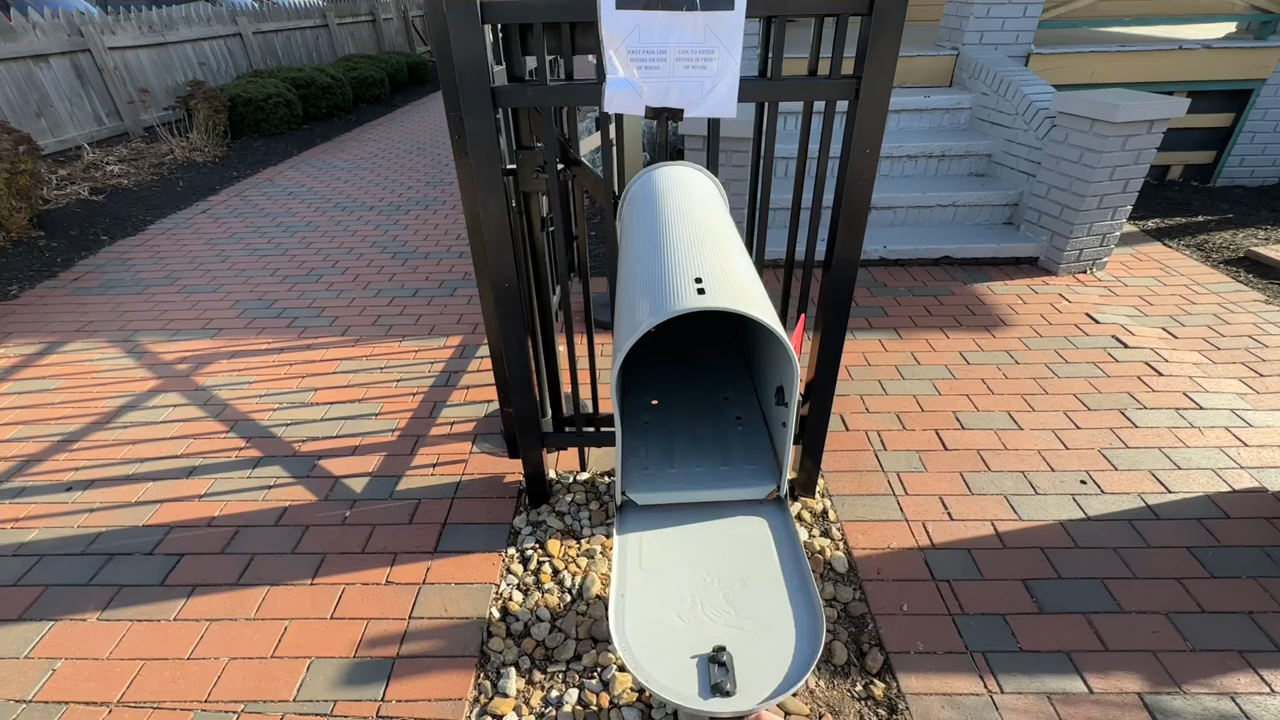 FAST PASS LINE
BEGINS ON SIDE
OF HOUSE
LINE TO ENTER
BEGINS IN FRONT
OF HOUSE